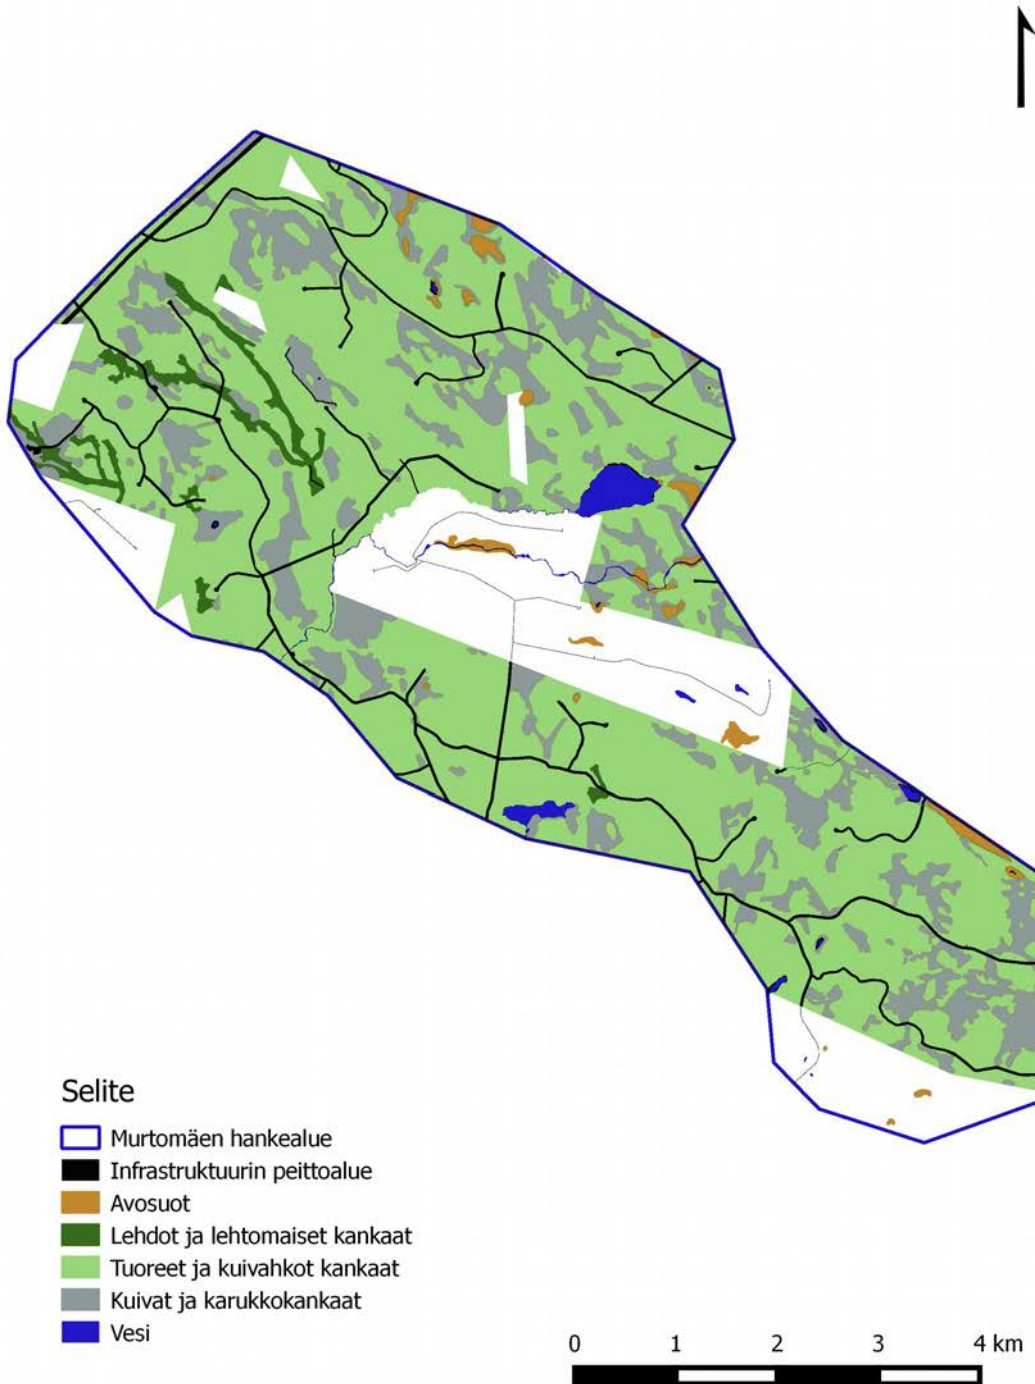 Selite
Murtomäen hankealue
Infrastruktuurin peittoalue
Avosuot
Lehdot ja lehtomaiset kankaat
Tuoreet ja kuivahkot kankaat
Kuivat ja karukkokankaat
Vesi
0 1 2 3 4 km